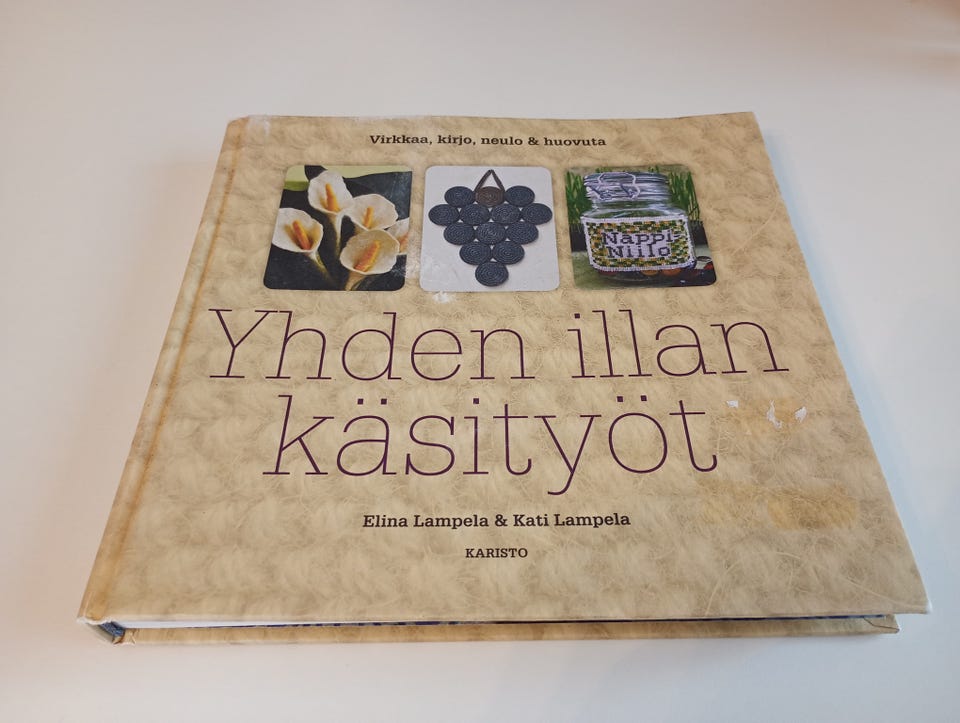 Virkkaa, kirjo, neulo & huovuta
Nappi-
Niilo
Yhden illan
käsityöt
Elina Lampela & Kati Lampela
KARISTO